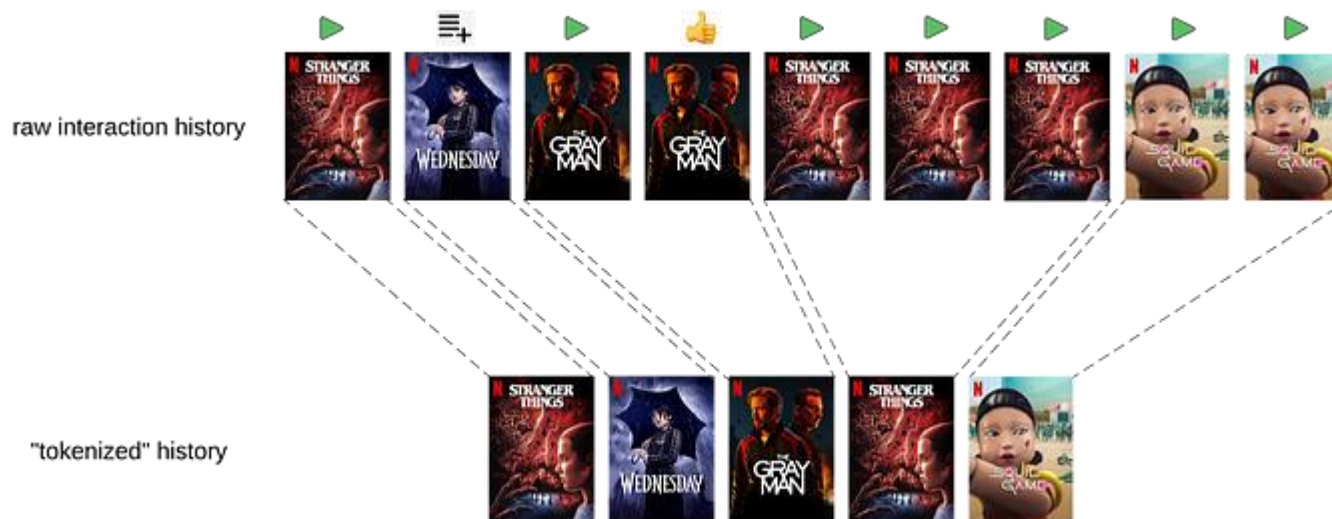 raw interaction history
N STRANGER THINGS
N WEDNESDAY
N THE GRAY MAN
N THE GRAY MAN
N STRANGER THINGS
N STRANGER THINGS
N STRANGER THINGS
N SQUID GAME
N SQUID GAME
"tokenized" history
N STRANGER THINGS
N WEDNESDAY
N THE GRAY MAN
N STRANGER THINGS
N SQUID GAME